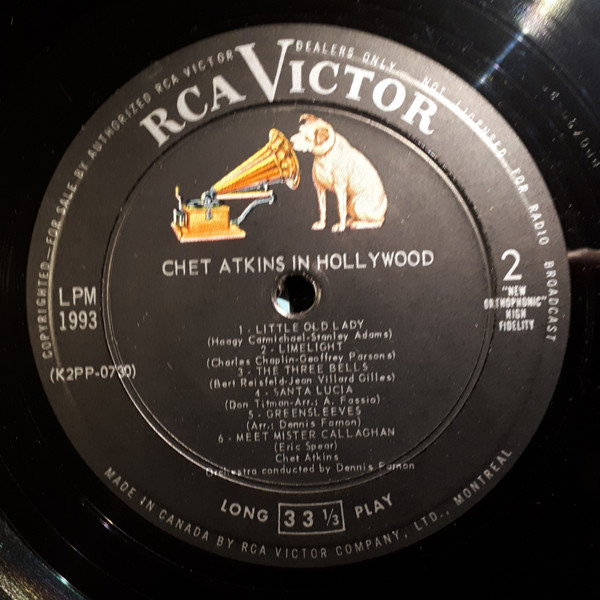 COPYRIGHTED—FOR SALE BY AUTHORIZED RCA VICTOR DEALERS ONLY — NOT LICENSED FOR RADIO BROADCAST
RCA VICTOR
CHET ATKINS IN HOLLYWOOD
LPM
1993
(K2PP-0730)
2
"NEW
ORTHOPHONIC"
HIGH
FIDELITY
1 - LITTLE OLD LADY
(Hoagy Carmichael-Stanley Adams)
2 - LIMELIGHT
(Charles Chaplin-Geoffrey Parsons)
3 - THE THREE BELLS
(Bert Reisfeld-Jean Villard Gilles)
4 - SANTA LUCIA
(Don Titman-Arr.: A. Fassio)
5 - GREENSLEEVES
(Arr.: Dennis Farnon)
6 - MEET MISTER CALLAGHAN
(Eric Spear)
Chet Atkins
Orchestra conducted by Dennis Farnon
LONG 33 1/3 PLAY
MADE IN CANADA BY RCA VICTOR COMPANY, LTD., MONTREAL